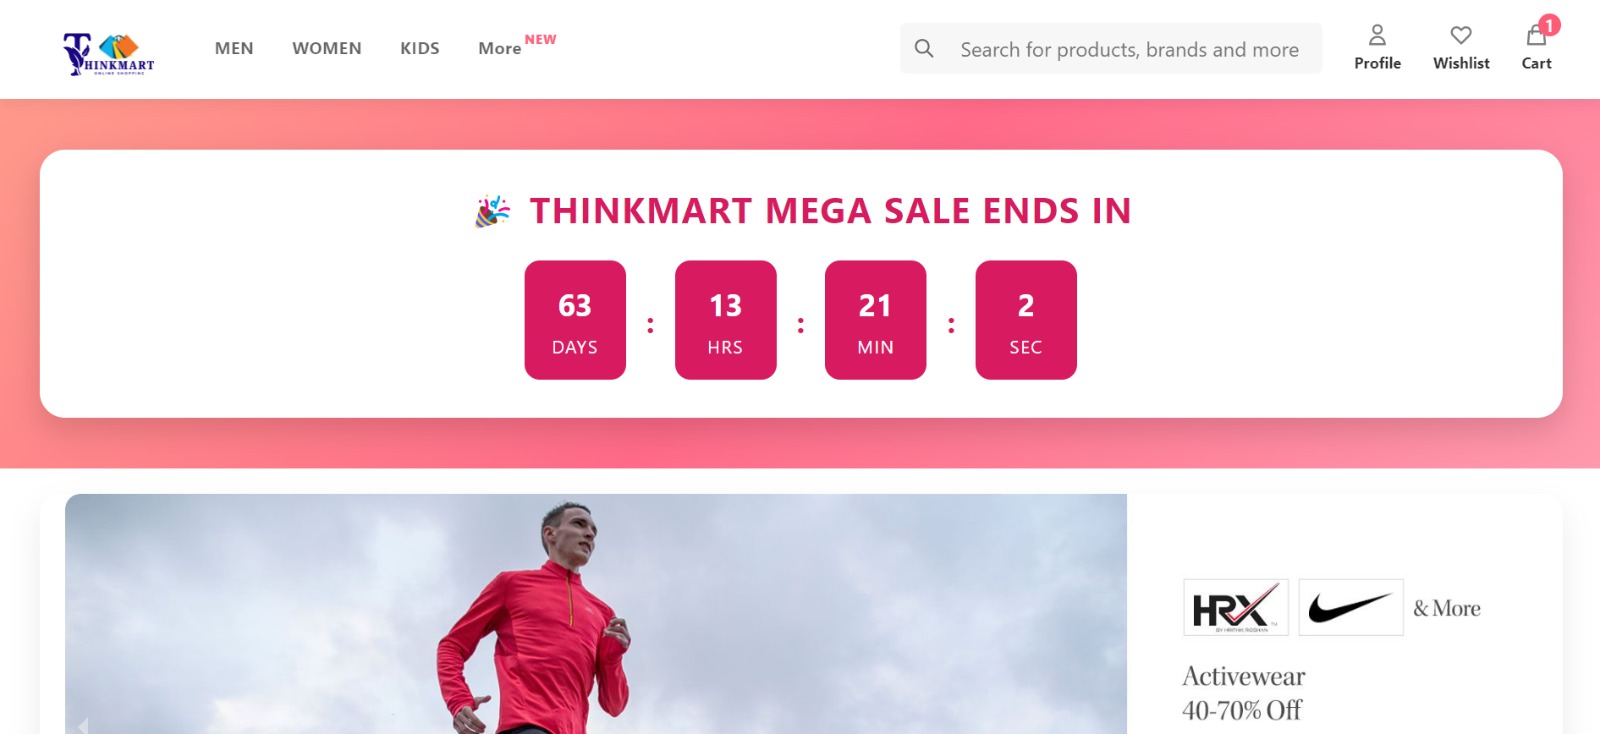 THINKMART
ONLINE SHOPPING
MEN WOMEN KIDS More NEW
Search for products, brands and more
Profile Wishlist 1 Cart
THINKMART MEGA SALE ENDS IN
63 : 13 : 21 : 2
DAYS HRS MIN SEC
HRX
BY HRITHIK ROSHAN
& More
Activewear
40-70% Off